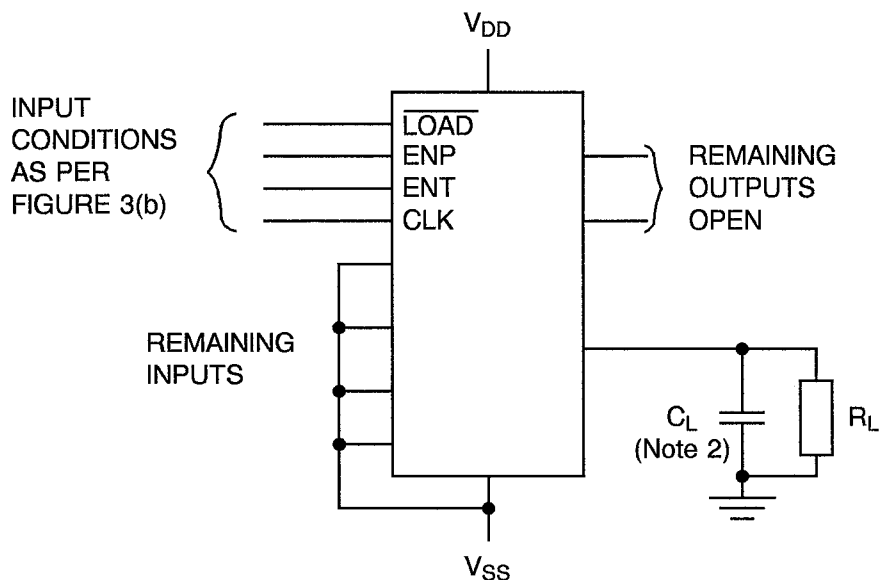 V_DD
INPUT
CONDITIONS
AS PER
FIGURE 3(b)
L̅O̅A̅D̅
ENP
ENT
CLK
REMAINING
OUTPUTS
OPEN
REMAINING
INPUTS
C_L
(Note 2)
R_L
V_SS